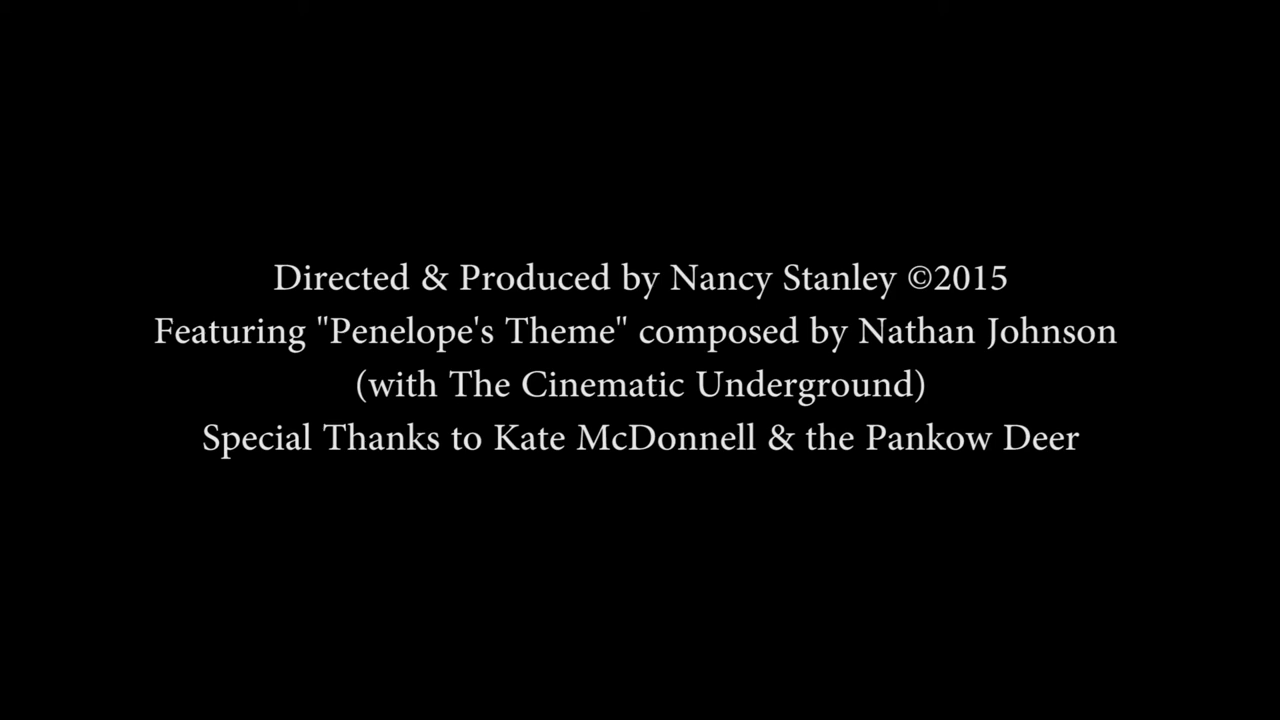 Directed & Produced by Nancy Stanley ©2015
Featuring "Penelope's Theme" composed by Nathan Johnson
(with The Cinematic Underground)
Special Thanks to Kate McDonnell & the Pankow Deer